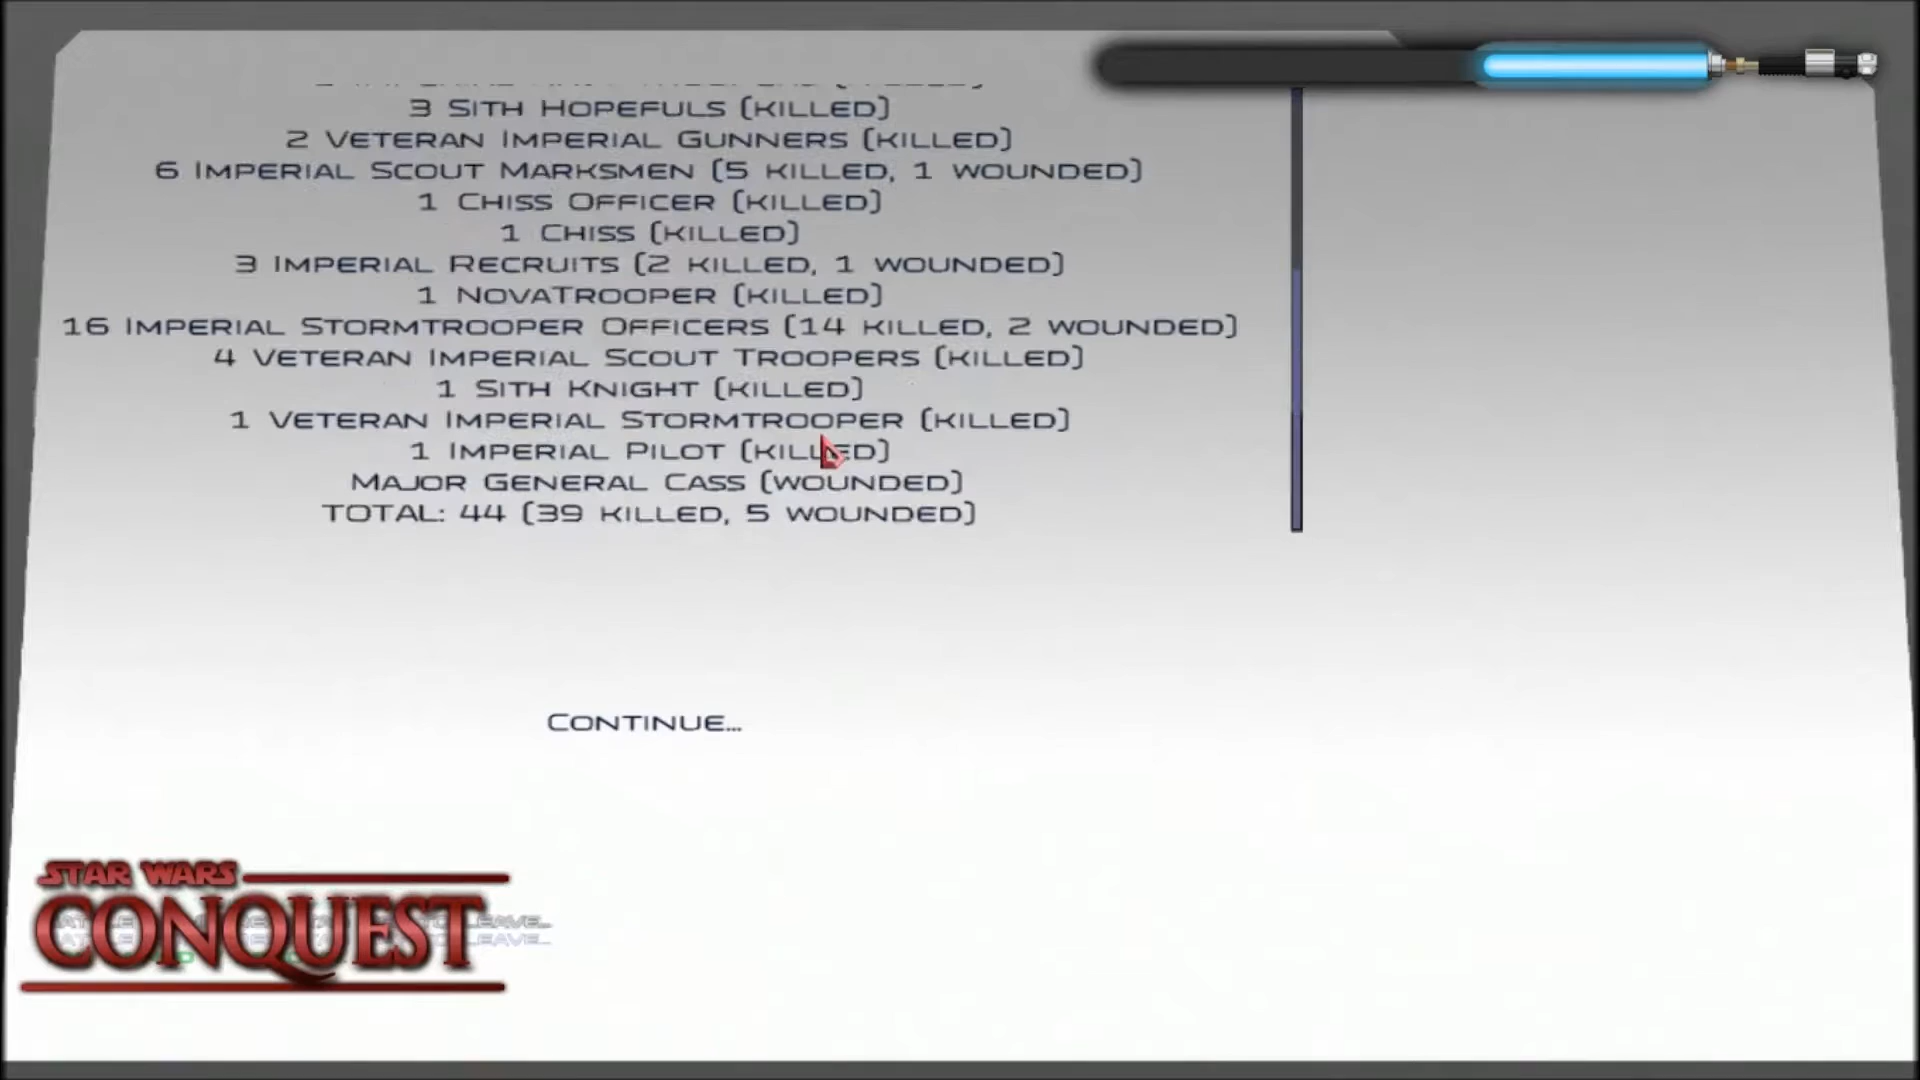 3 Sith Hopefuls (killed)
2 Veteran Imperial Gunners (killed)
6 Imperial Scout Marksmen (5 killed, 1 wounded)
1 Chiss Officer (killed)
1 Chiss (killed)
3 Imperial Recruits (2 killed, 1 wounded)
1 NovaTrooper (killed)
16 Imperial Stormtrooper Officers (14 killed, 2 wounded)
4 Veteran Imperial Scout Troopers (killed)
1 Sith Knight (killed)
1 Veteran Imperial Stormtrooper (killed)
1 Imperial Pilot (killed)
Major General Cass (wounded)
TOTAL: 44 (39 killed, 5 wounded)
Continue...
STAR WARS
CONQUEST
LEAVE...
LEAVE...